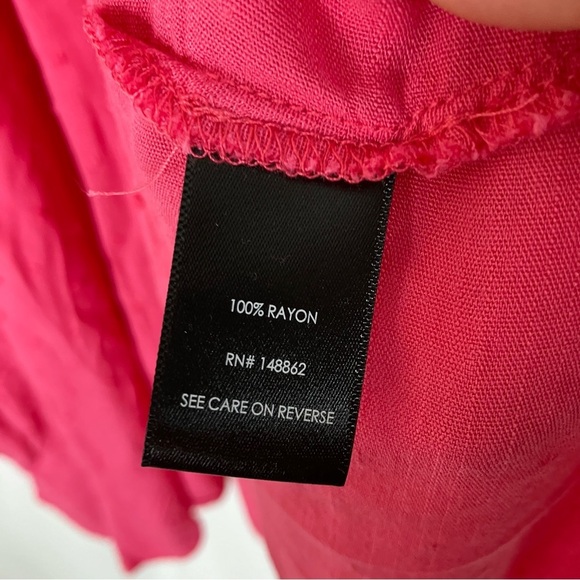 100% RAYON
RN# 148862
SEE CARE ON REVERSE